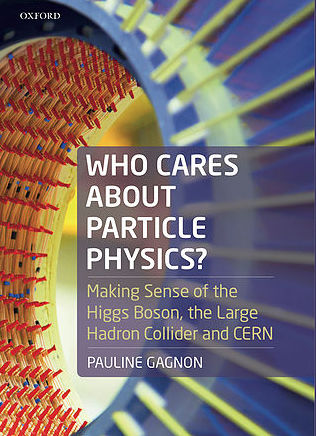 OXFORD
WHO CARES
ABOUT
PARTICLE
PHYSICS?
Making Sense of the
Higgs Boson, the Large
Hadron Collider and CERN
PAULINE GAGNON